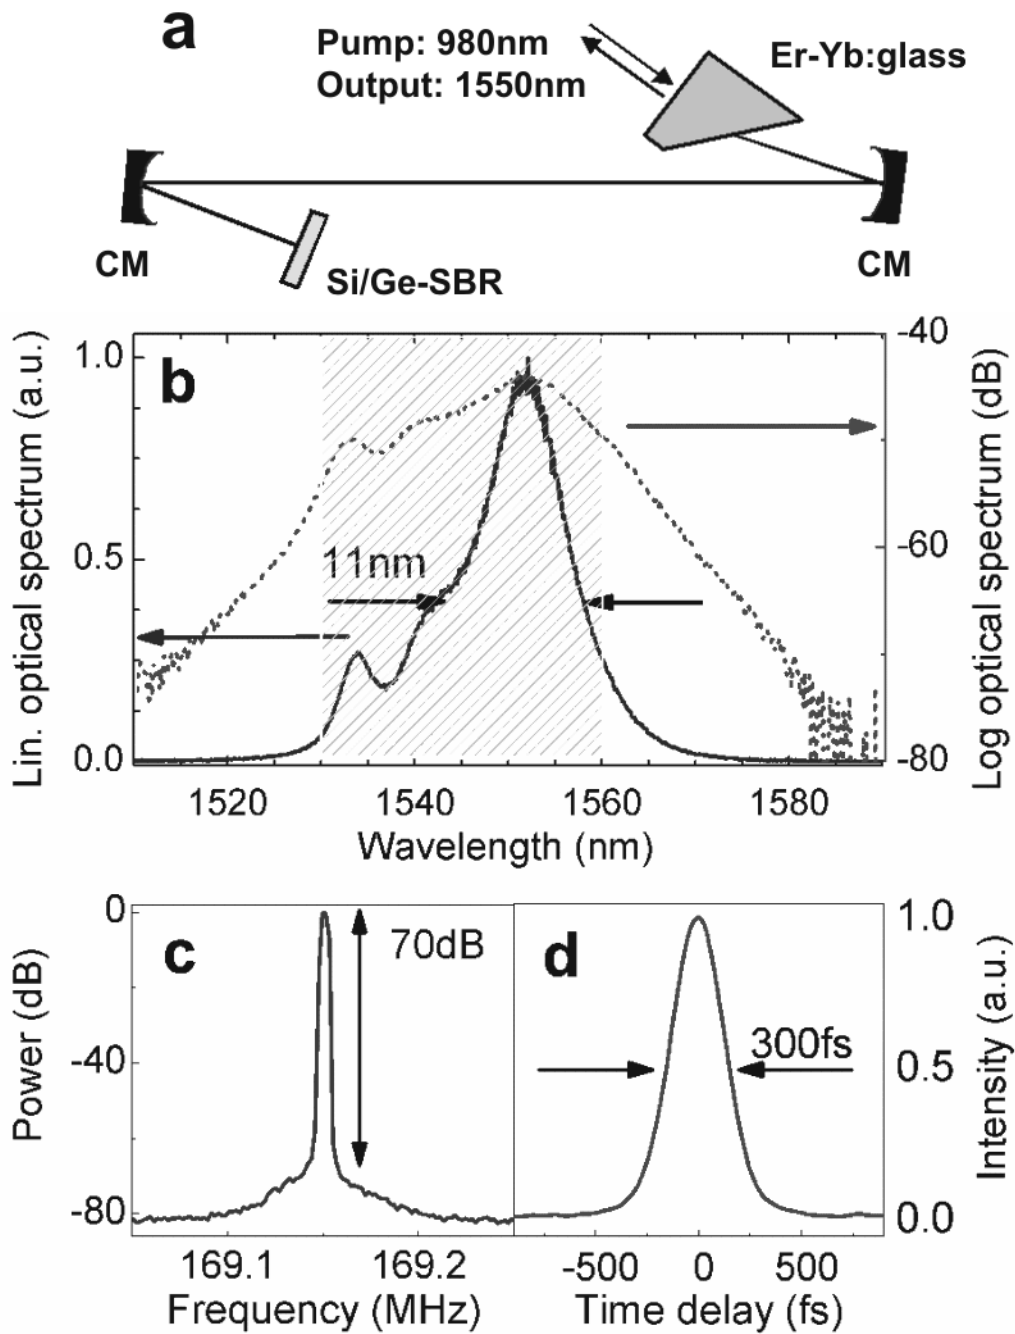 a
Pump: 980nm
Output: 1550nm
Er-Yb:glass
CM
Si/Ge-SBR
CM
b
Lin. optical spectrum (a.u.)
1.0
0.5
0.0
11nm
-40
-60
-80
Log optical spectrum (dB)
1520 1540 1560 1580
Wavelength (nm)
c
Power (dB)
0
-40
-80
70dB
169.1 169.2
Frequency (MHz)
d
300fs
1.0
0.5
0.0
Intensity (a.u.)
-500 0 500
Time delay (fs)